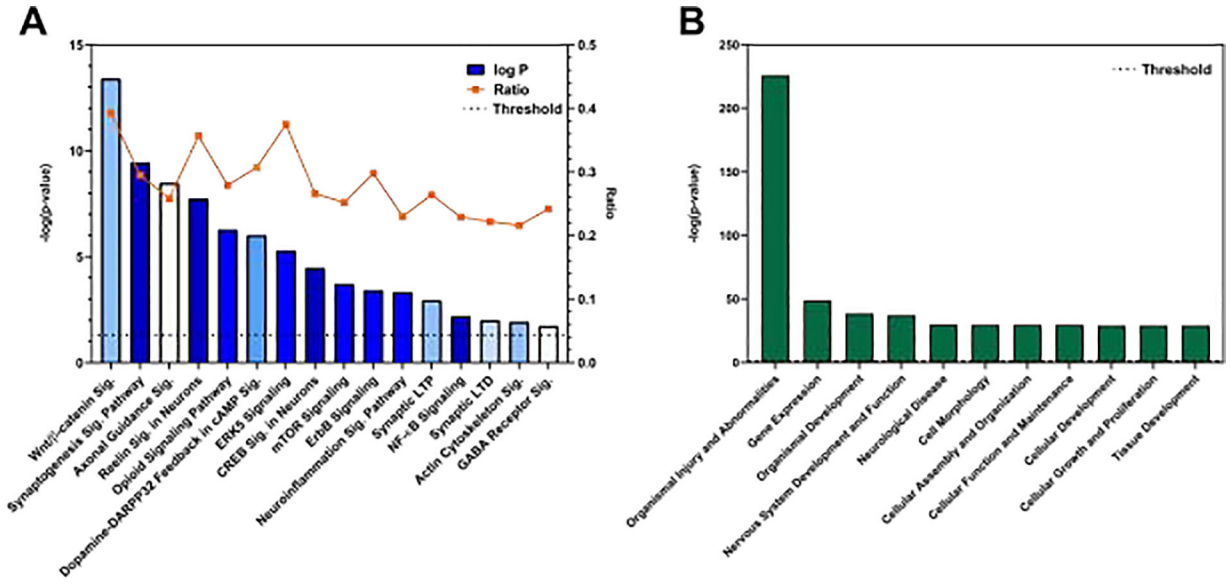 A
15
10
5
0
-log(p-value)
0.5
0.4
0.3
0.2
0.1
0.0
Ratio
log P
Ratio
Threshold
Wnt/β-catenin Sig.
Synaptogenesis Sig. Pathway
Axonal Guidance Sig.
Reelin Sig. in Neurons
Opioid Signaling Pathway
Dopamine-DARPP32 Feedback in cAMP Sig.
ERK5 Signaling
CREB Sig. in Neurons
mTOR Signaling
ErbB Signaling
Neuroinflammation Sig. Pathway
Synaptic LTP
NF-κB Signaling
Synaptic LTD
Actin Cytoskeleton Sig.
GABA Receptor Sig.
B
250
200
150
100
50
0
-log(p-value)
Threshold
Organismal Injury and Abnormalities
Gene Expression
Organismal Development
Nervous System Development and Function
Neurological Disease
Cell Morphology
Cellular Assembly and Organization
Cellular Function and Maintenance
Cellular Development
Cellular Growth and Proliferation
Tissue Development